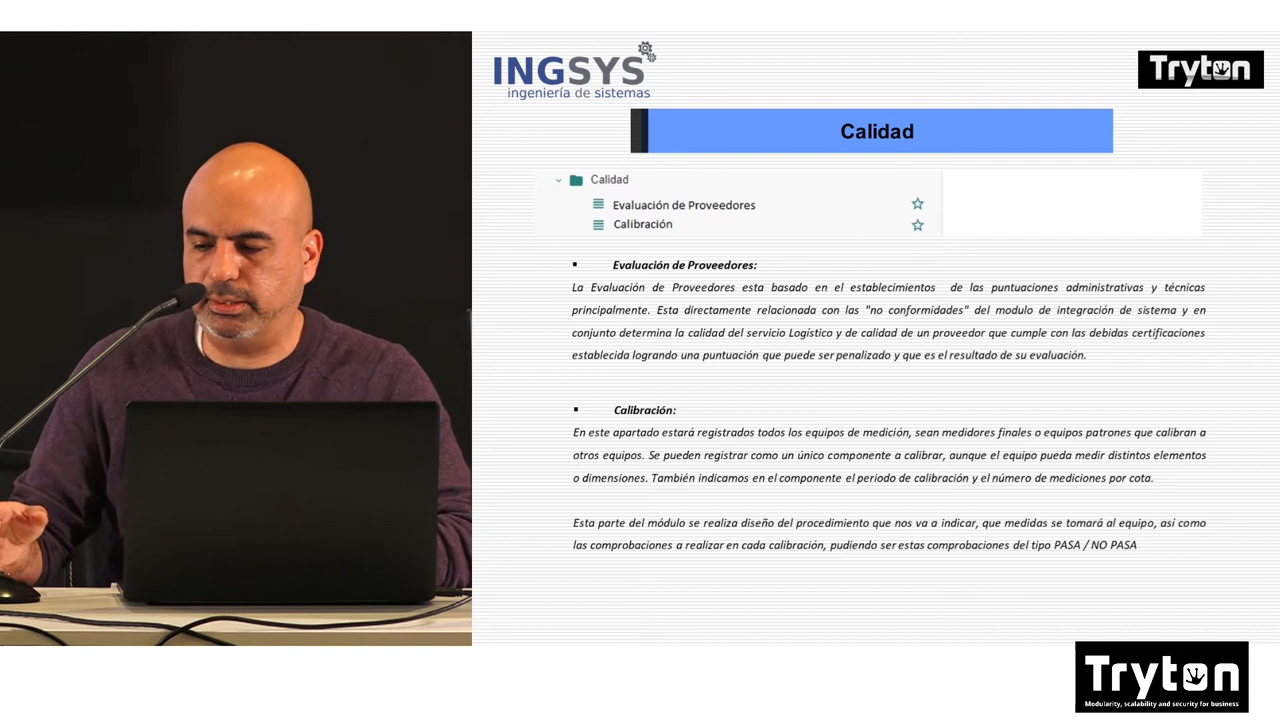 INGSYS
ingeniería de sistemas
Tryton
Calidad
Calidad
Evaluación de Proveedores
Calibración
▪ Evaluación de Proveedores:
La Evaluación de Proveedores esta basado en el establecimientos de las puntuaciones administrativas y técnicas
principalmente. Esta directamente relacionada con las "no conformidades" del modulo de integración de sistema y en
conjunto determina la calidad del servicio Logístico y de calidad de un proveedor que cumple con las debidas certificaciones
establecida logrando una puntuación que puede ser penalizado y que es el resultado de su evaluación.
▪ Calibración:
En este apartado estará registrados todos los equipos de medición, sean medidores finales o equipos patrones que calibran a
otros equipos. Se pueden registrar como un único componente a calibrar, aunque el equipo pueda medir distintos elementos
o dimensiones. También indicamos en el componente el periodo de calibración y el número de mediciones por cota.
Esta parte del módulo se realiza diseño del procedimiento que nos va a indicar, que medidas se tomará al equipo, así como
las comprobaciones a realizar en cada calibración, pudiendo ser estas comprobaciones del tipo PASA / NO PASA
Tryton
Modularity, scalability and security for business